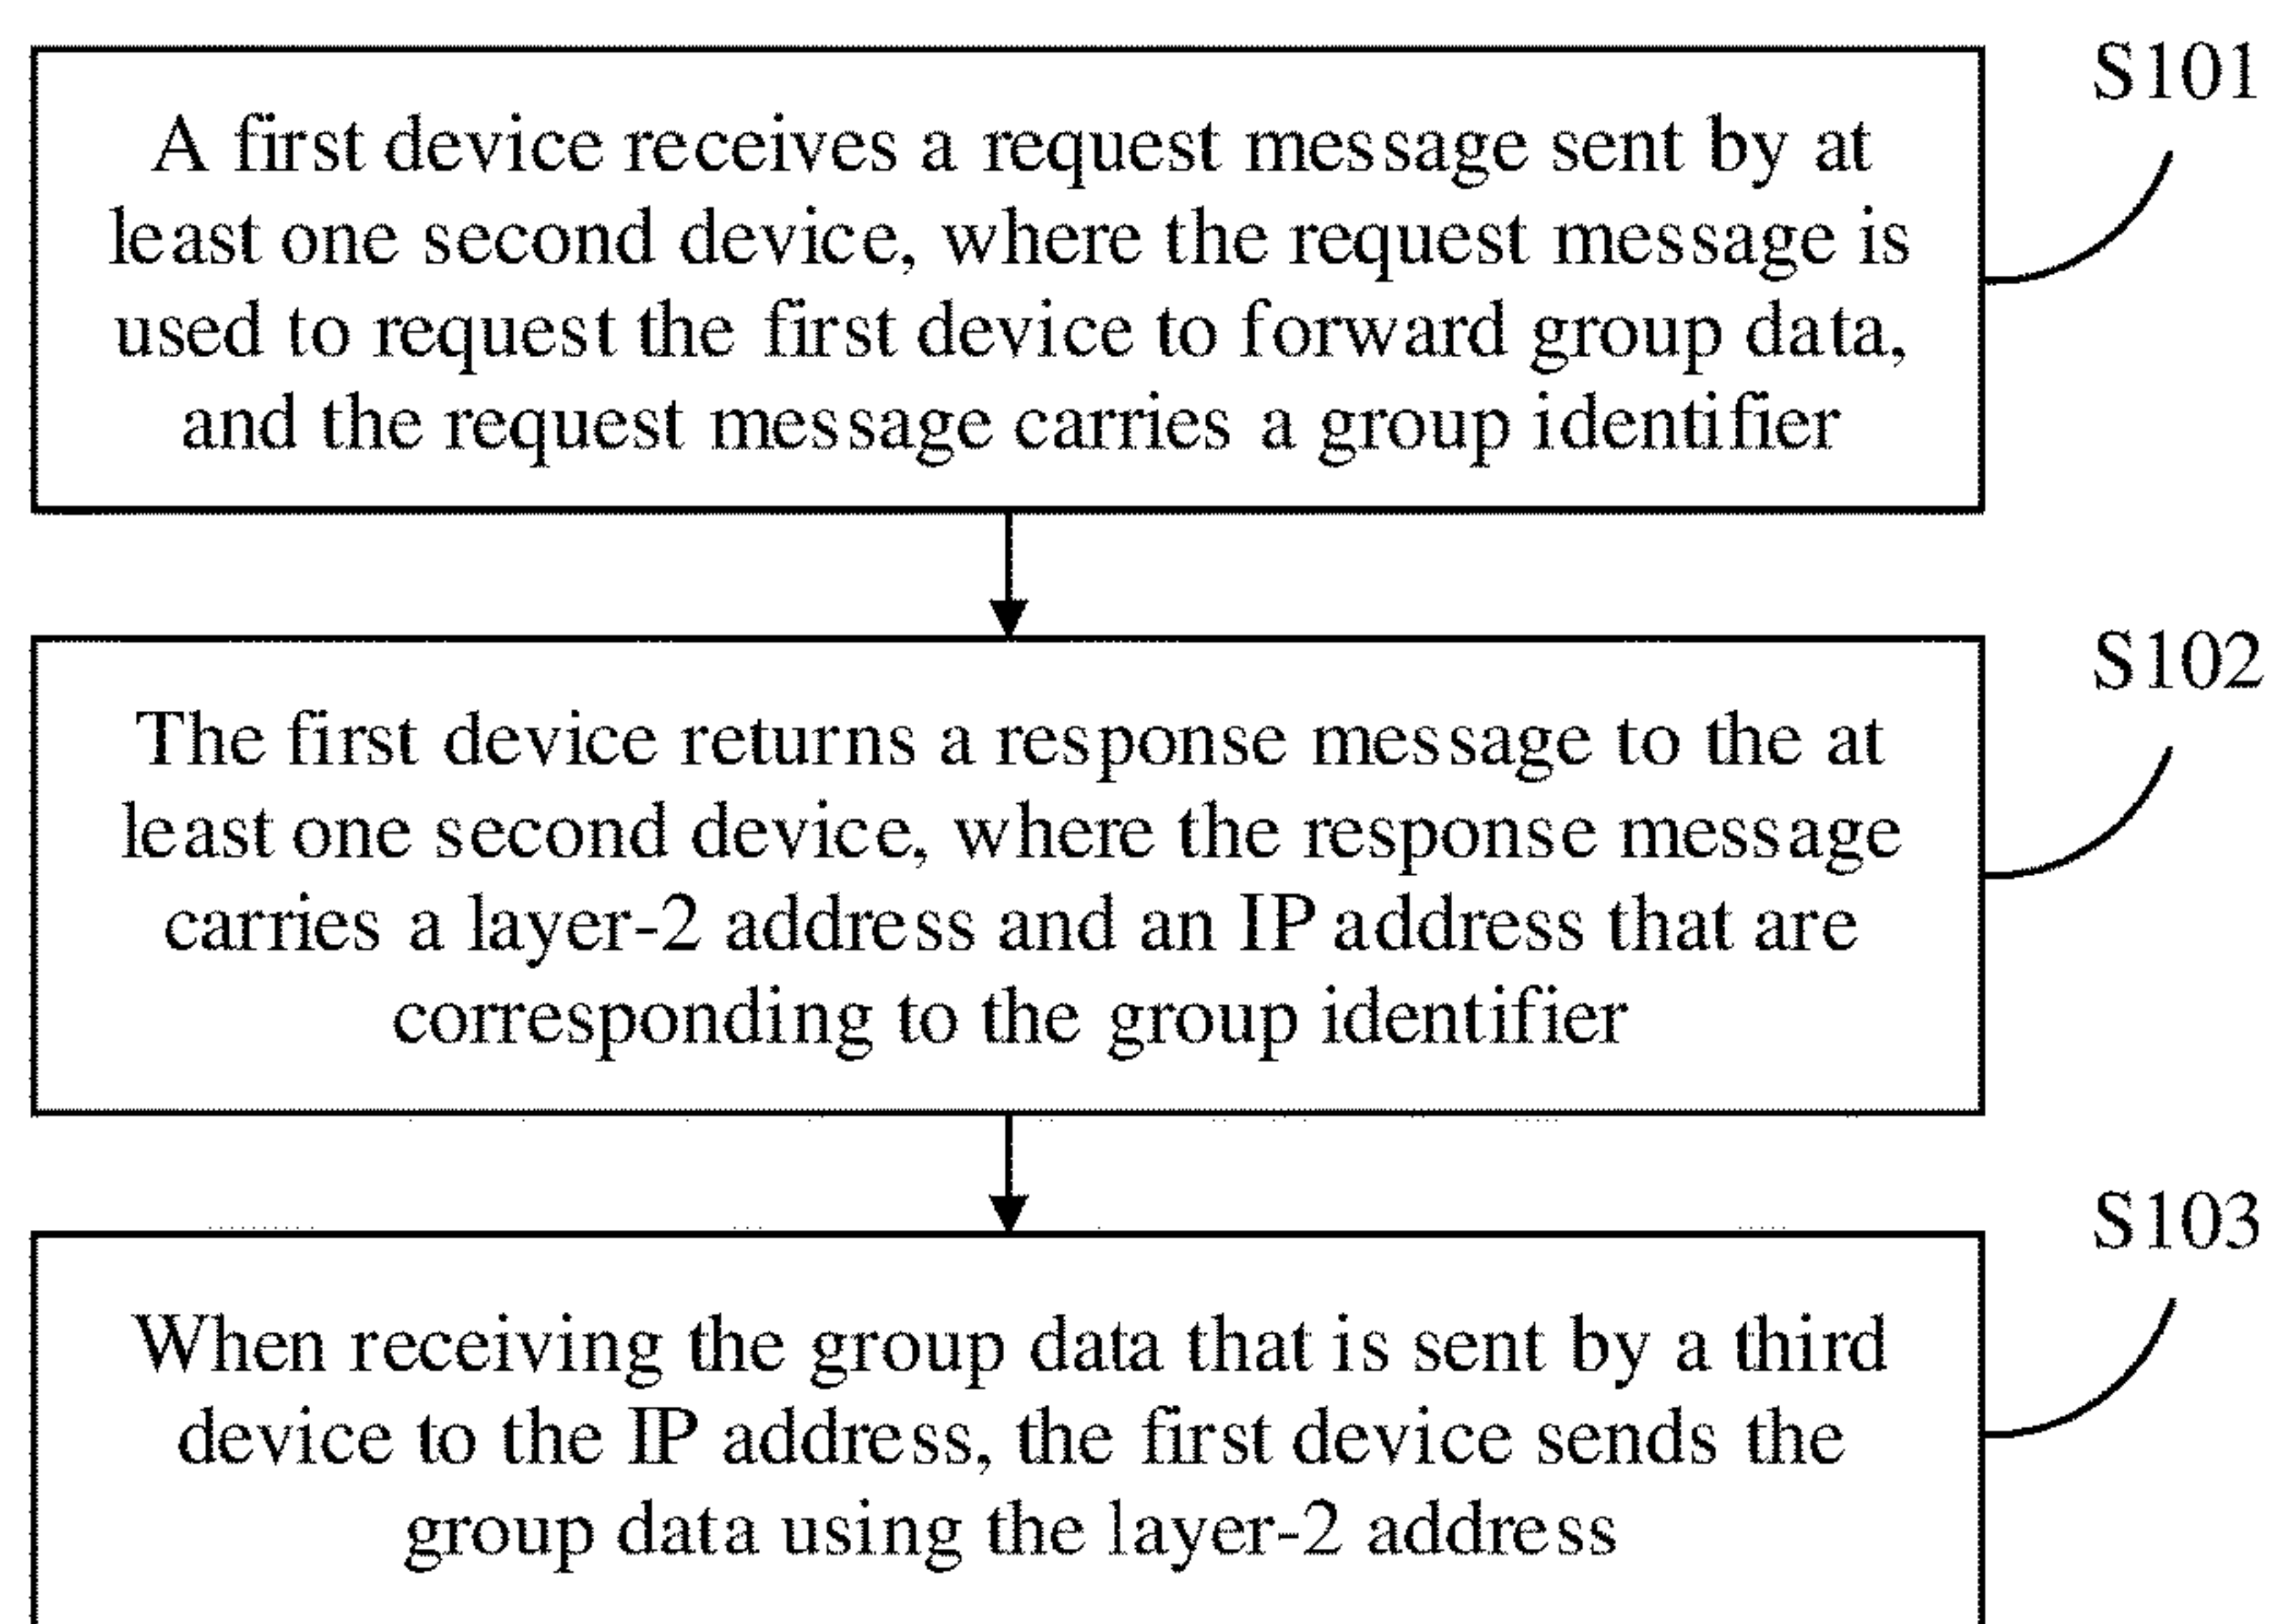 S101
A first device receives a request message sent by at
least one second device, where the request message is
used to request the first device to forward group data,
and the request message carries a group identifier
S102
The first device returns a response message to the at
least one second device, where the response message
carries a layer-2 address and an IP address that are
corresponding to the group identifier
S103
When receiving the group data that is sent by a third
device to the IP address, the first device sends the
group data using the layer-2 address